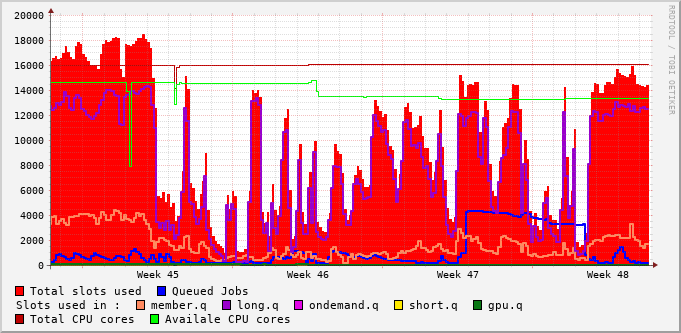 20000
18000
16000
14000
12000
10000
8000
6000
4000
2000
0
Week 45 Week 46 Week 47 Week 48
RRDTOOL / TOBI OETIKER
Total slots used Queued Jobs
Slots used in : member.q long.q ondemand.q short.q gpu.q
Total CPU cores Availale CPU cores